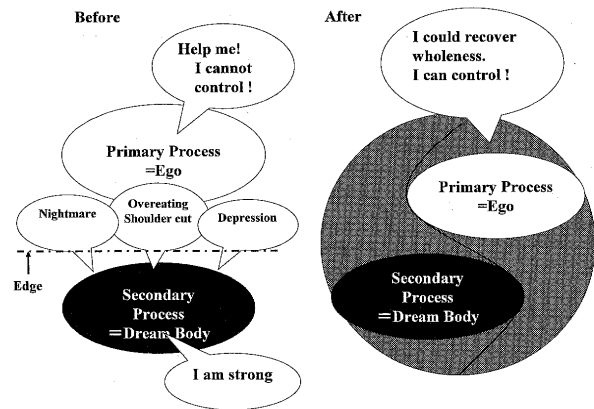 Before
Help me!
I cannot
control !
Primary Process
=Ego
Nightmare
Overeating
Shoulder cut
Depression
Edge
Secondary
Process
=Dream Body
I am strong
After
I could recover
wholeness.
I can control !
Primary Process
=Ego
Secondary
Process
=Dream Body